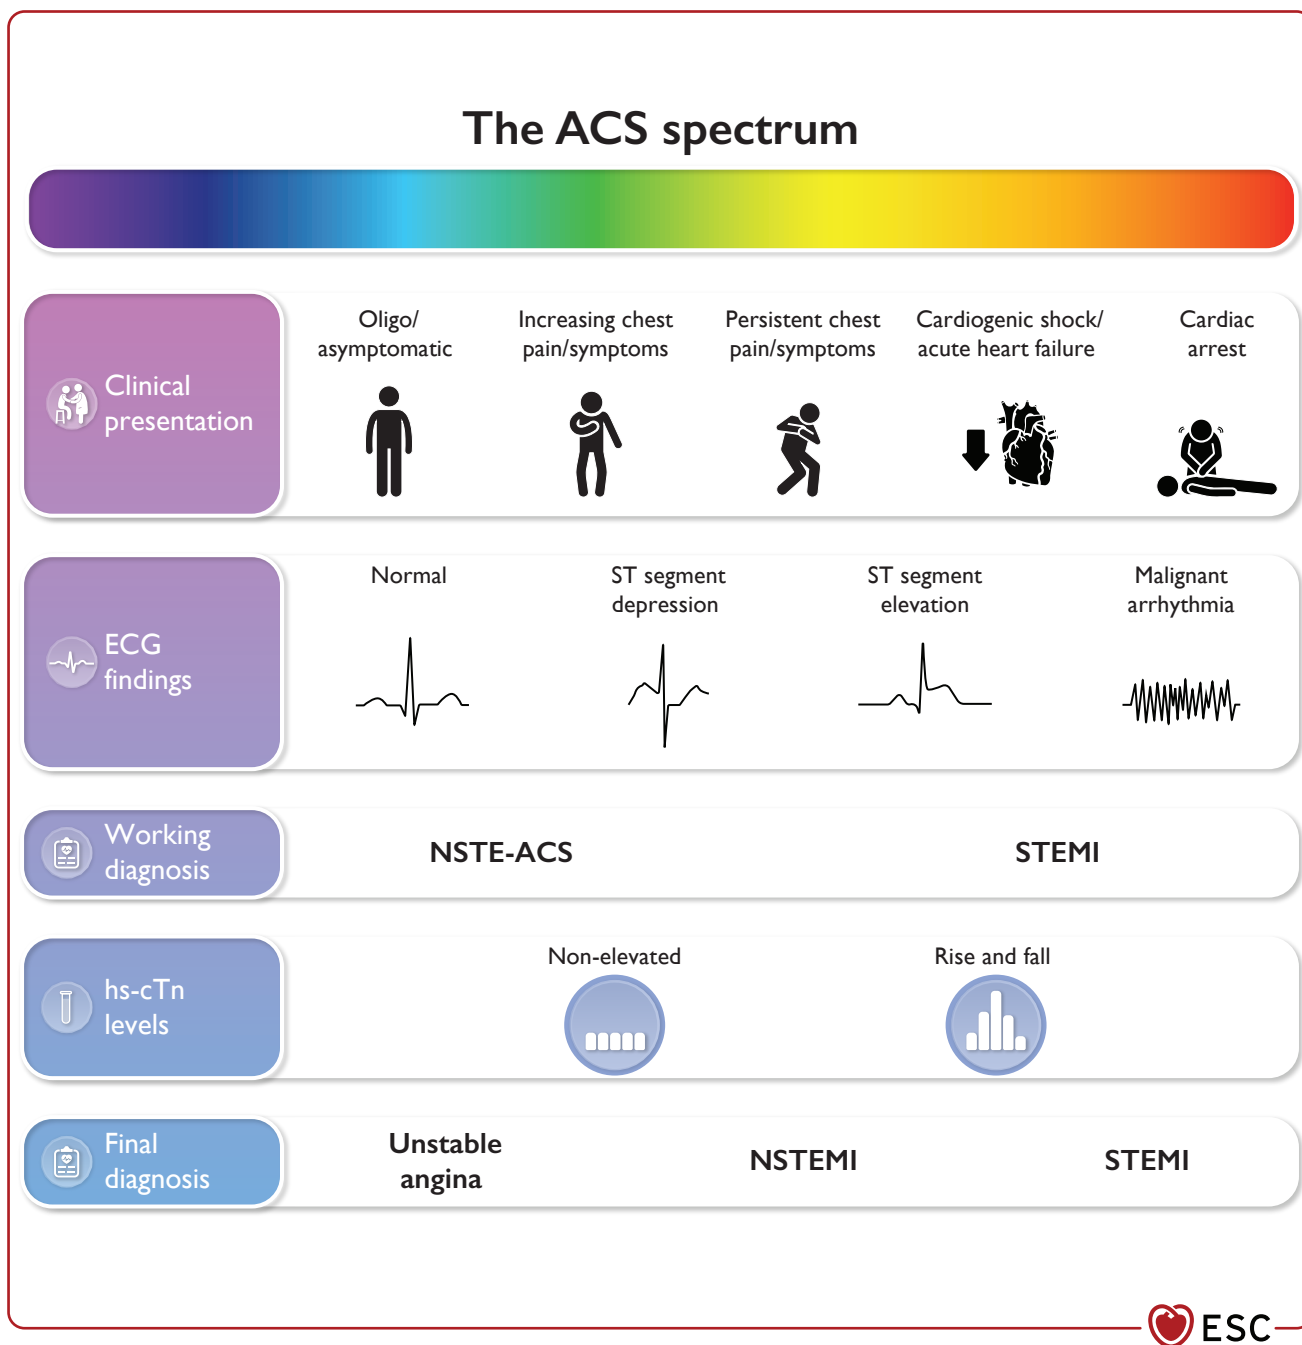 The ACS spectrum
Clinical
presentation
Oligo/
asymptomatic
Increasing chest
pain/symptoms
Persistent chest
pain/symptoms
Cardiogenic shock/
acute heart failure
Cardiac
arrest
ECG
findings
Normal
ST segment
depression
ST segment
elevation
Malignant
arrhythmia
Working
diagnosis
NSTE-ACS
STEMI
hs-cTn
levels
Non-elevated
Rise and fall
Final
diagnosis
Unstable
angina
NSTEMI
STEMI
ESC